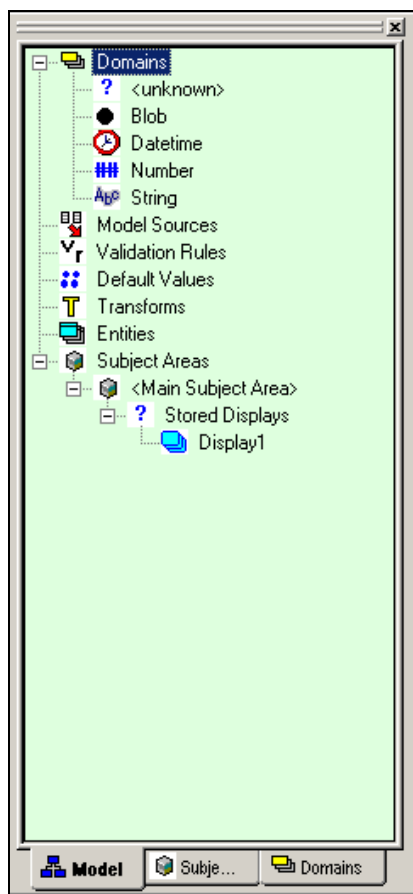 Domains
<unknown>
Blob
Datetime
Number
String
Model Sources
Validation Rules
Default Values
Transforms
Entities
Subject Areas
<Main Subject Area>
Stored Displays
Display1
Model Subje... Domains